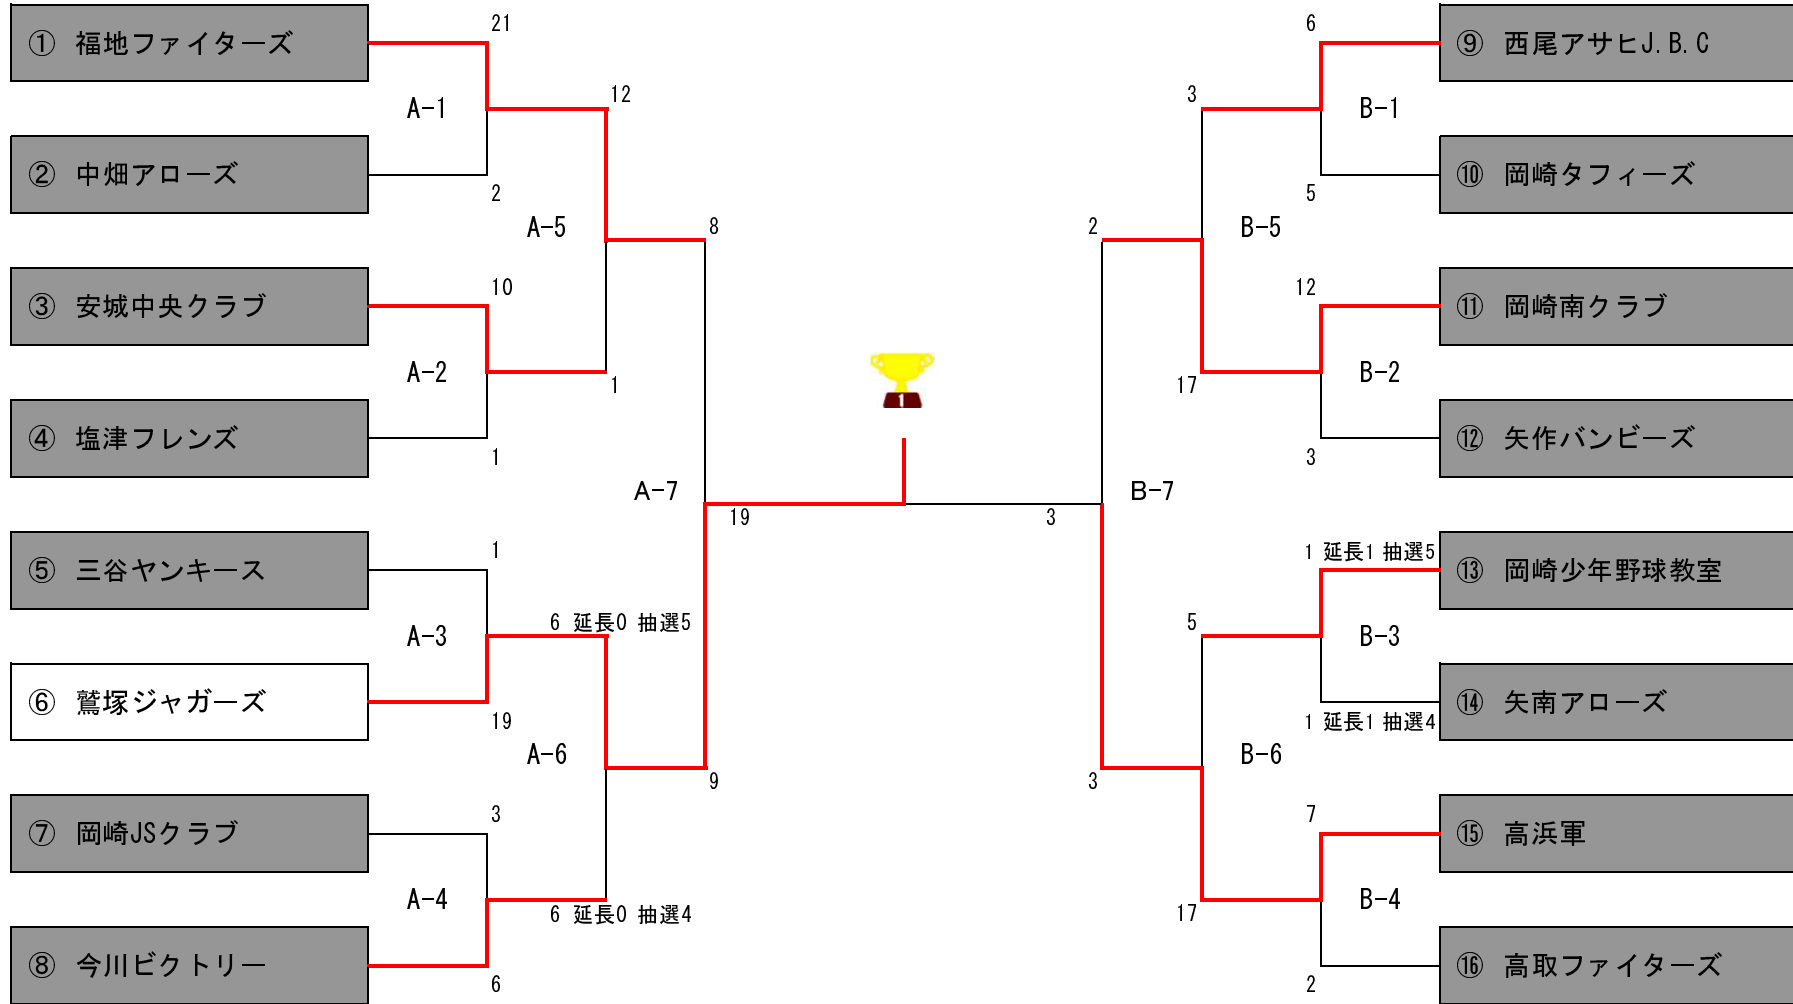 21
6
① 福地ファイターズ
⑨ 西尾アサヒJ.B.C
12
3
A-1
B-1
② 中畑アローズ
⑩ 岡崎タフィーズ
2
5
A-5
8
2
B-5
10
12
③ 安城中央クラブ
⑪ 岡崎南クラブ
A-2
1
1
17
B-2
④ 塩津フレンズ
⑫ 矢作バンビーズ
1
3
A-7
B-7
19
3
1
1 延長1 抽選5
⑤ 三谷ヤンキース
⑬ 岡崎少年野球教室
6 延長0 抽選5
5
A-3
B-3
⑥ 鷲塚ジャガーズ
⑭ 矢南アローズ
19
1 延長1 抽選4
A-6
9
3
B-6
3
7
⑦ 岡崎JSクラブ
⑮ 高浜軍
A-4
6 延長0 抽選4
17
B-4
⑧ 今川ビクトリー
⑯ 高取ファイターズ
6
2